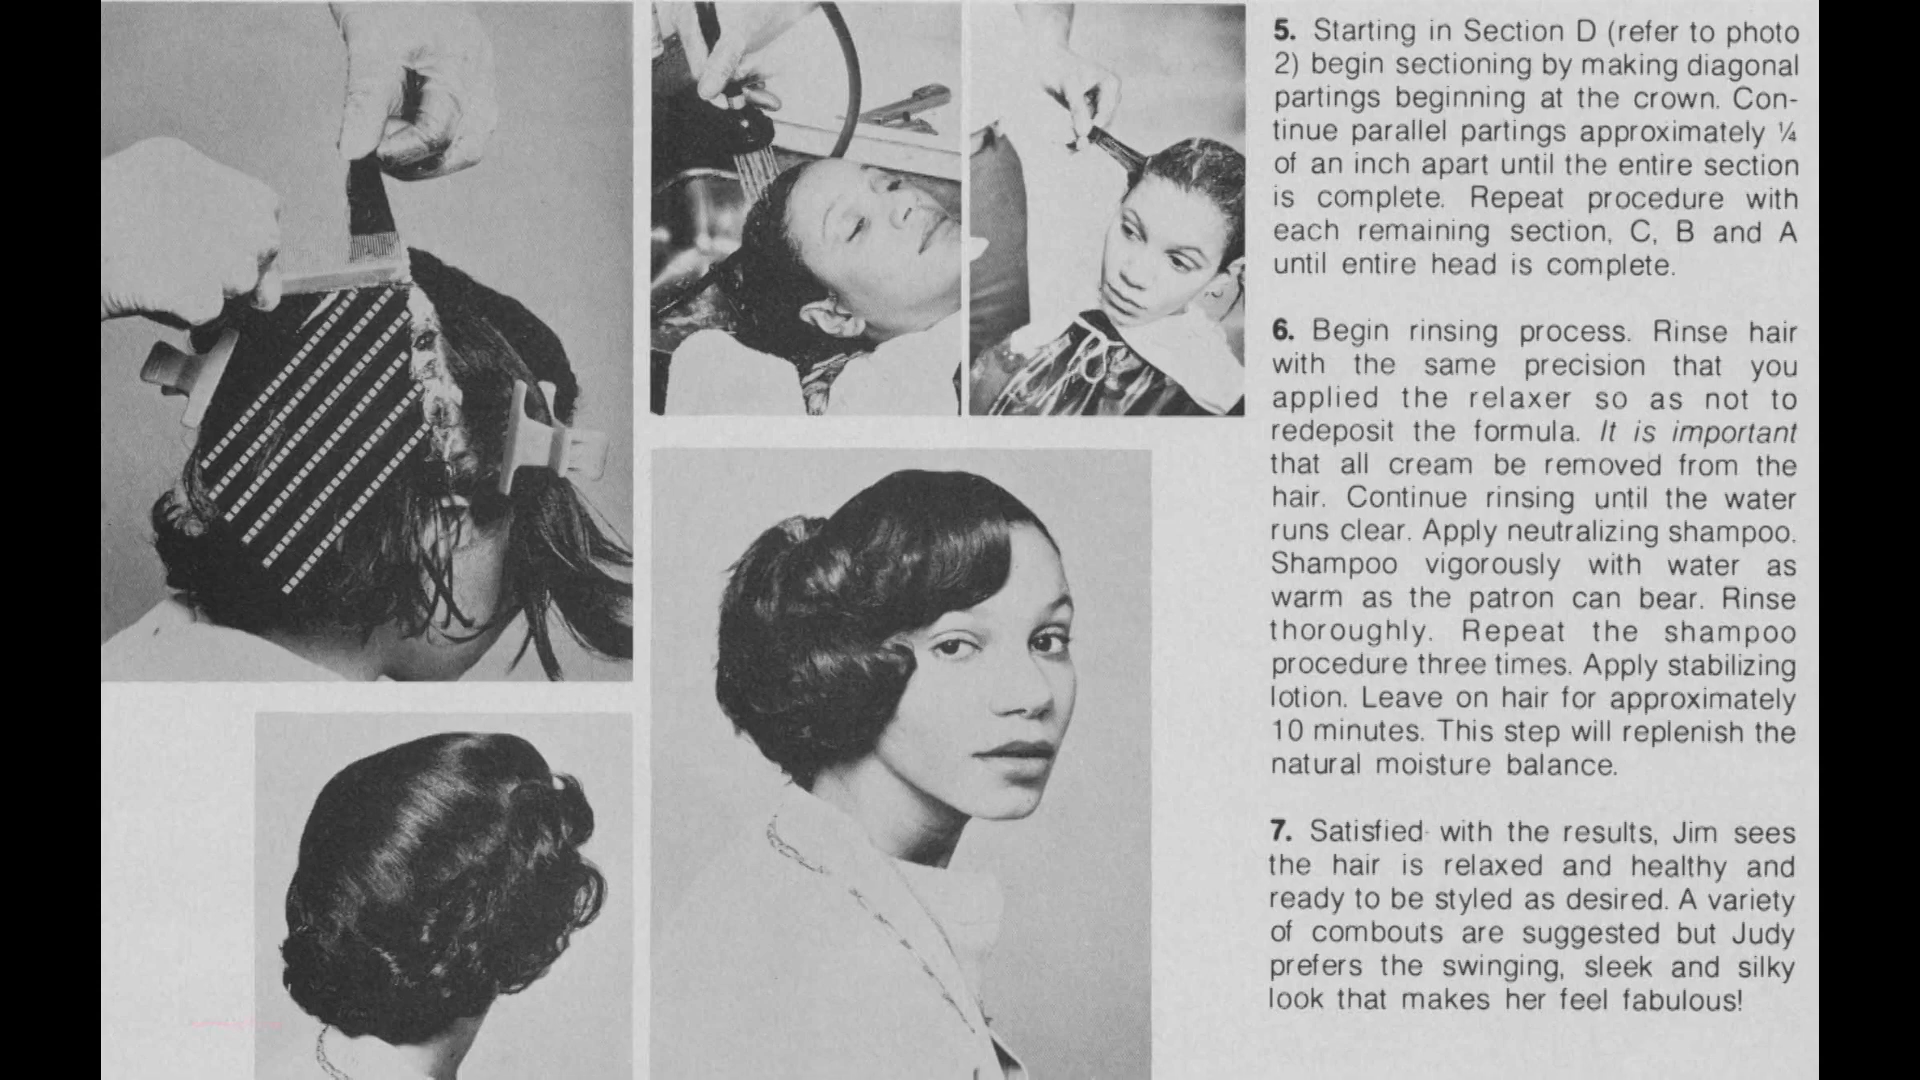 5. Starting in Section D (refer to photo
2) begin sectioning by making diagonal
partings beginning at the crown. Con-
tinue parallel partings approximately ¼
of an inch apart until the entire section
is complete. Repeat procedure with
each remaining section, C, B and A
until entire head is complete.
6. Begin rinsing process. Rinse hair
with the same precision that you
applied the relaxer so as not to
redeposit the formula. It is important
that all cream be removed from the
hair. Continue rinsing until the water
runs clear. Apply neutralizing shampoo.
Shampoo vigorously with water as
warm as the patron can bear. Rinse
thoroughly. Repeat the shampoo
procedure three times. Apply stabilizing
lotion. Leave on hair for approximately
10 minutes. This step will replenish the
natural moisture balance.
7. Satisfied with the results, Jim sees
the hair is relaxed and healthy and
ready to be styled as desired. A variety
of combouts are suggested but Judy
prefers the swinging, sleek and silky
look that makes her feel fabulous!